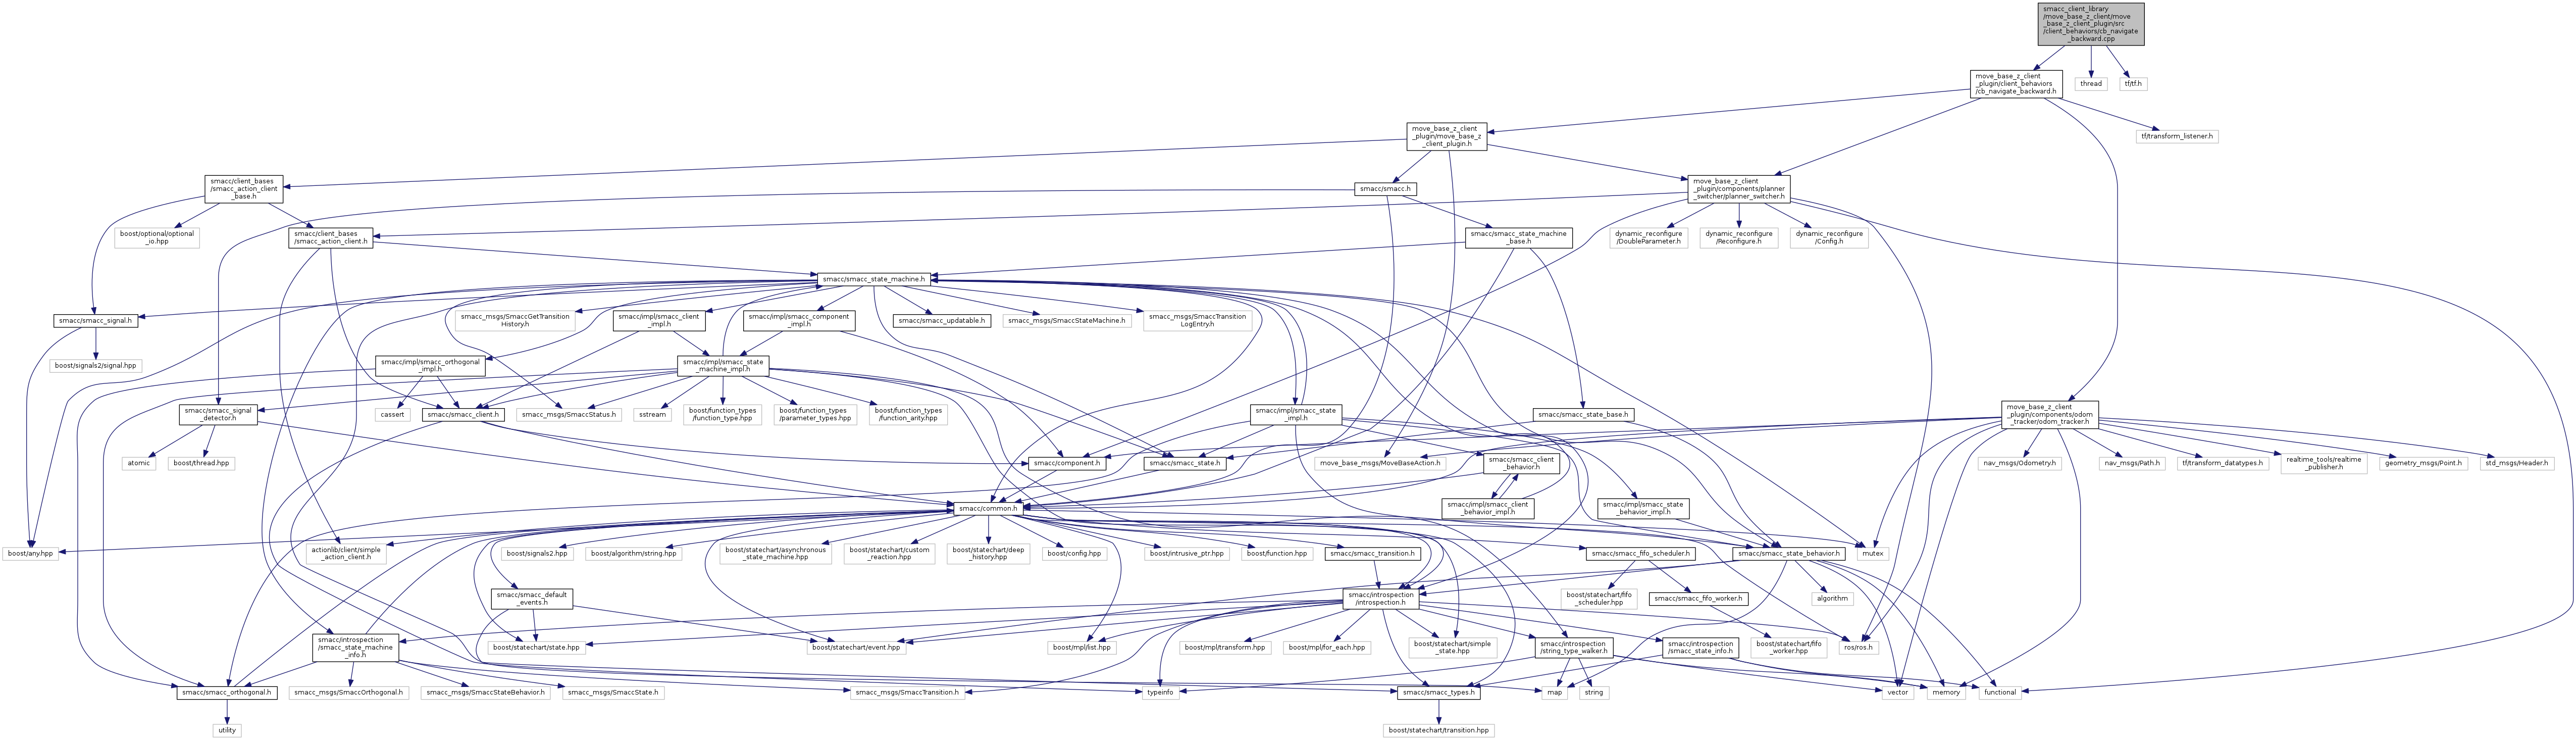 smacc_client_library
/move_base_z_client/move
_base_z_client_plugin/src
/client_behaviors/cb_navigate
_backward.cpp
move_base_z_client
_plugin/client_behaviors
/cb_navigate_backward.h
thread
tf/tf.h
move_base_z_client
_plugin/move_base_z
_client_plugin.h
tf/transform_listener.h
smacc/client_bases
/smacc_action_client
_base.h
smacc/smacc.h
move_base_z_client
_plugin/components/planner
_switcher/planner_switcher.h
boost/optional/optional
_io.hpp
smacc/client_bases
/smacc_action_client.h
smacc/smacc_state_machine
_base.h
dynamic_reconfigure
/DoubleParameter.h
dynamic_reconfigure
/Reconfigure.h
dynamic_reconfigure
/Config.h
smacc/smacc_state_machine.h
smacc/smacc_signal.h
smacc_msgs/SmaccGetTransition
History.h
smacc/impl/smacc_client
_impl.h
smacc/impl/smacc_component
_impl.h
smacc/smacc_updatable.h
smacc_msgs/SmaccStateMachine.h
smacc_msgs/SmaccTransition
LogEntry.h
boost/signals2/signal.hpp
smacc/impl/smacc_orthogonal
_impl.h
smacc/impl/smacc_state
_machine_impl.h
smacc/smacc_signal
_detector.h
cassert
smacc/smacc_client.h
smacc_msgs/SmaccStatus.h
sstream
boost/function_types
/function_type.hpp
boost/function_types
/parameter_types.hpp
boost/function_types
/function_arity.hpp
smacc/impl/smacc_state
_impl.h
smacc/smacc_state_base.h
move_base_z_client
_plugin/components/odom
_tracker/odom_tracker.h
atomic
boost/thread.hpp
smacc/component.h
smacc/smacc_state.h
move_base_msgs/MoveBaseAction.h
smacc/smacc_client
_behavior.h
nav_msgs/Odometry.h
nav_msgs/Path.h
tf/transform_datatypes.h
realtime_tools/realtime
_publisher.h
geometry_msgs/Point.h
std_msgs/Header.h
smacc/common.h
smacc/impl/smacc_client
_behavior_impl.h
smacc/impl/smacc_state
_behavior_impl.h
boost/any.hpp
actionlib/client/simple
_action_client.h
boost/signals2.hpp
boost/algorithm/string.hpp
boost/statechart/asynchronous
_state_machine.hpp
boost/statechart/custom
_reaction.hpp
boost/statechart/deep
_history.hpp
boost/config.hpp
boost/intrusive_ptr.hpp
boost/function.hpp
smacc/smacc_transition.h
smacc/smacc_fifo_scheduler.h
smacc/smacc_state_behavior.h
mutex
smacc/smacc_default
_events.h
smacc/introspection
/introspection.h
boost/statechart/fifo
_scheduler.hpp
smacc/smacc_fifo_worker.h
algorithm
smacc/introspection
/smacc_state_machine
_info.h
boost/statechart/state.hpp
boost/statechart/event.hpp
boost/mpl/list.hpp
boost/mpl/transform.hpp
boost/mpl/for_each.hpp
boost/statechart/simple
_state.hpp
smacc/introspection
/string_type_walker.h
smacc/introspection
/smacc_state_info.h
boost/statechart/fifo
_worker.hpp
ros/ros.h
smacc/smacc_orthogonal.h
smacc_msgs/SmaccOrthogonal.h
smacc_msgs/SmaccStateBehavior.h
smacc_msgs/SmaccState.h
smacc_msgs/SmaccTransition.h
typeinfo
smacc/smacc_types.h
map
string
vector
memory
functional
utility
boost/statechart/transition.hpp